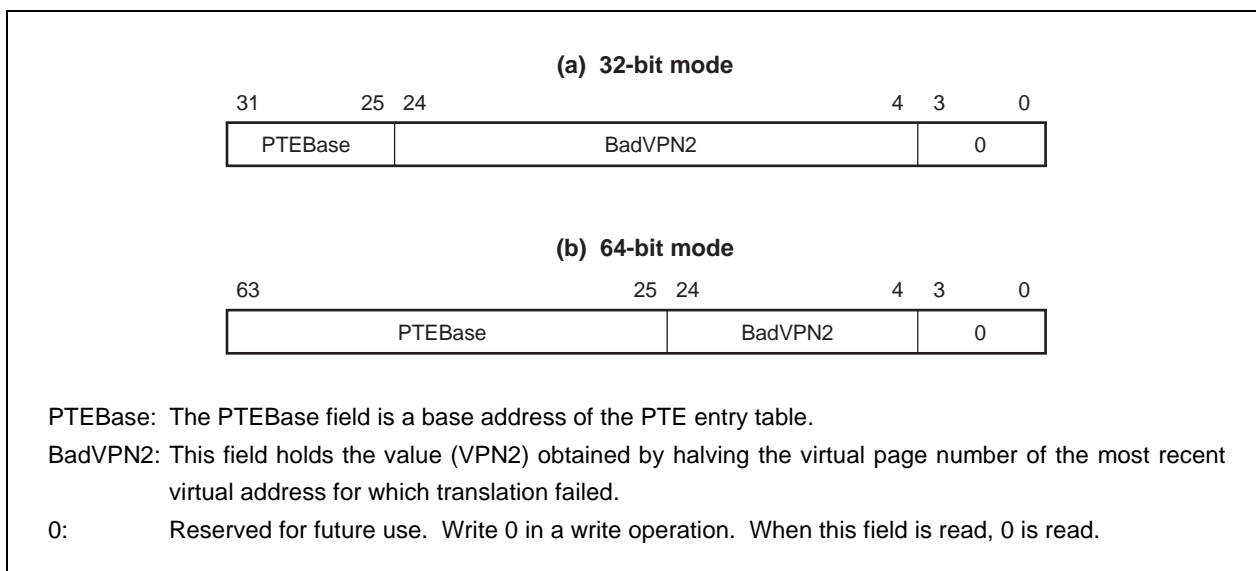 (a) 32-bit mode
31 25 24 4 3 0
PTEBase BadVPN2 0
(b) 64-bit mode
63 25 24 4 3 0
PTEBase BadVPN2 0
PTEBase: The PTEBase field is a base address of the PTE entry table.
BadVPN2: This field holds the value (VPN2) obtained by halving the virtual page number of the most recent
virtual address for which translation failed.
0: Reserved for future use. Write 0 in a write operation. When this field is read, 0 is read.